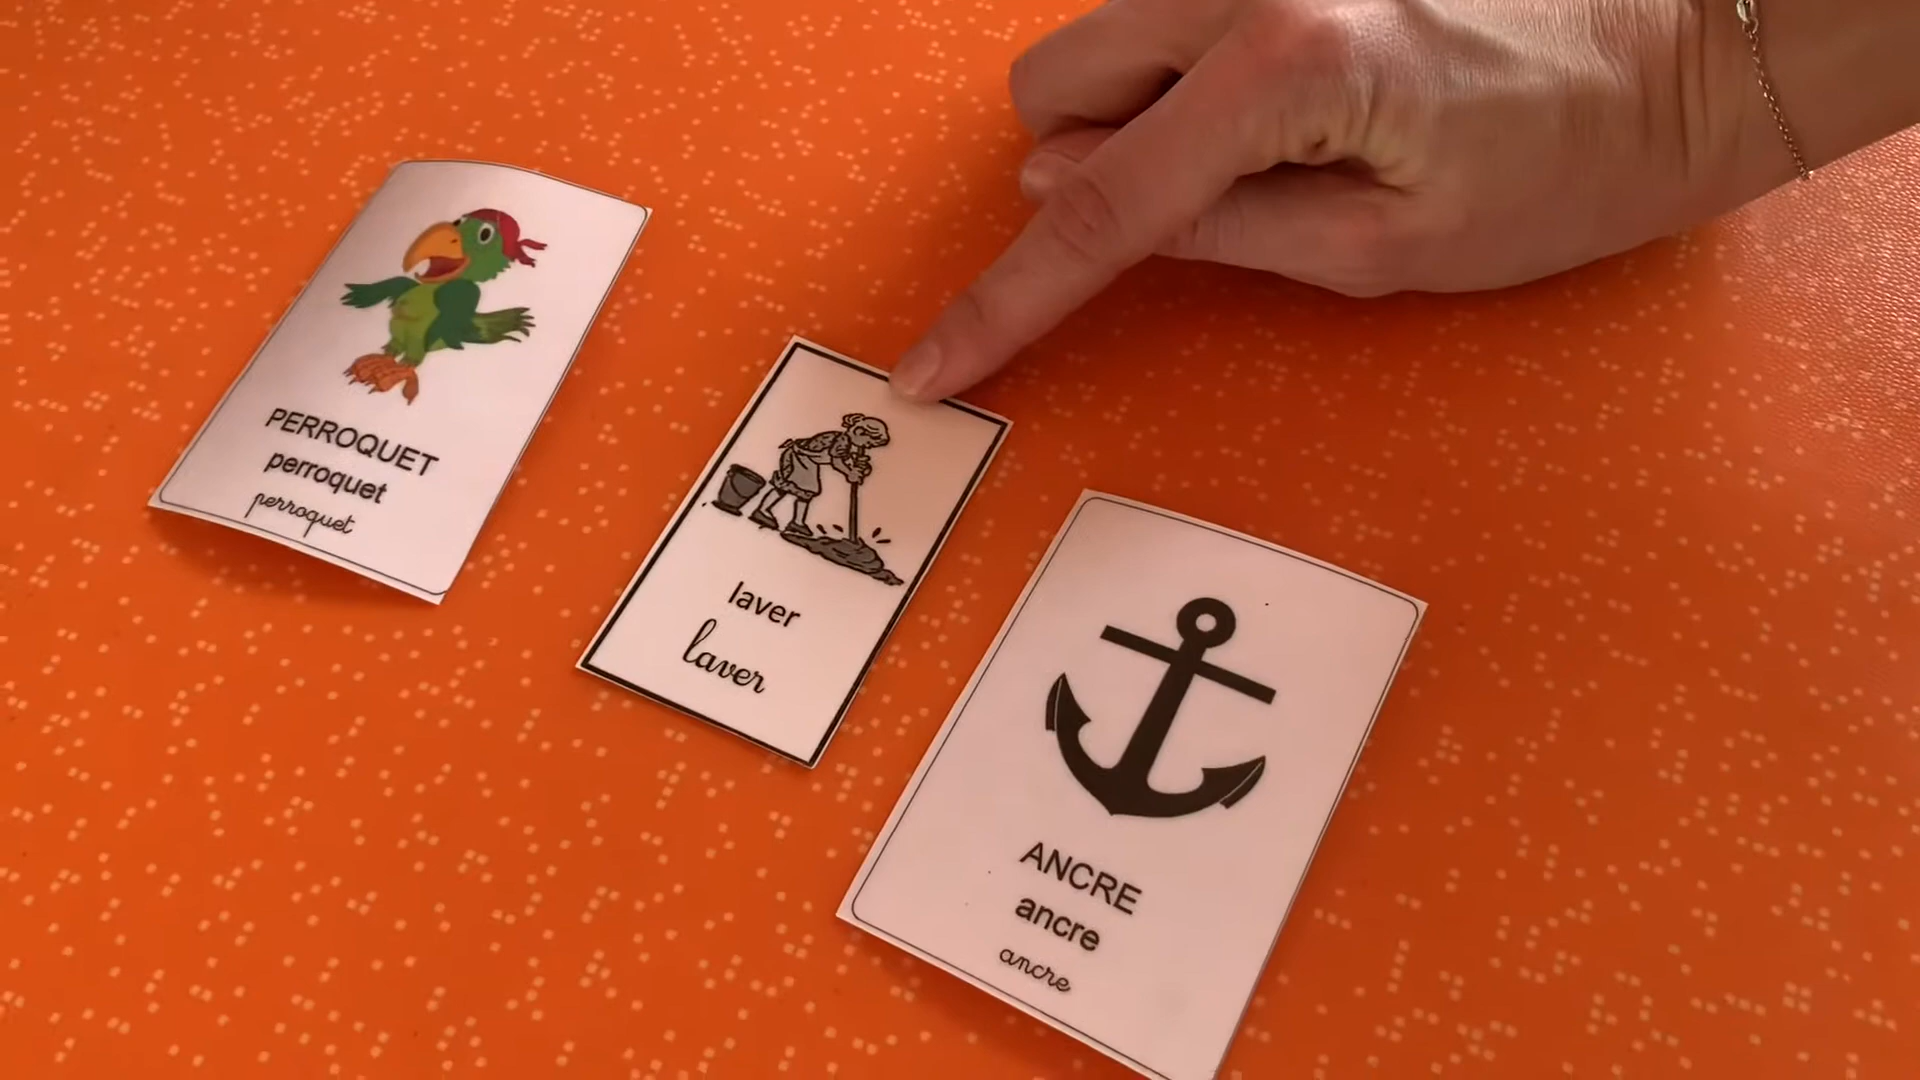 PERROQUET
perroquet
perroquet
laver
laver
ANCRE
ancre
ancre